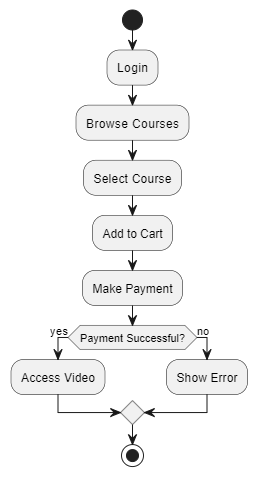 Login
Browse Courses
Select Course
Add to Cart
Make Payment
yes
Payment Successful?
no
Access Video
Show Error